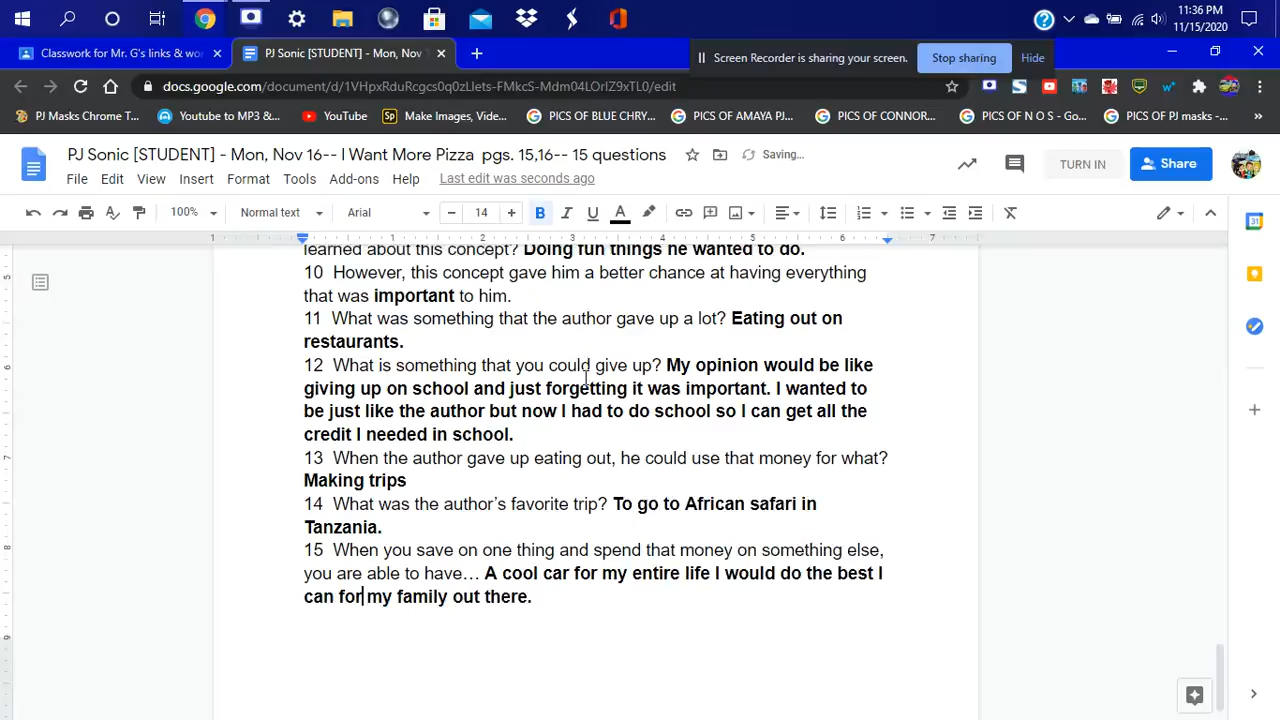 11:36 PM
11/15/2020
Classwork for Mr. G's links & wo
PJ Sonic [STUDENT] - Mon, Nov
Screen Recorder is sharing your screen.
Stop sharing
Hide
docs.google.com/document/d/1VHpxRduRcgcs0q0zLlets-FMkcS-Mdm04LOrIZ9xTL0/edit
PJ Masks Chrome T...
Youtube to MP3 &...
YouTube
Make Images, Vide...
PICS OF BLUE CHRY...
PICS OF AMAYA PJ...
PICS OF CONNOR...
PICS OF N O S - Go...
PICS OF PJ masks -...
PJ Sonic [STUDENT] - Mon, Nov 16-- I Want More Pizza pgs. 15,16-- 15 questions
Saving...
TURN IN
Share
File Edit View Insert Format Tools Add-ons Help Last edit was seconds ago
100% Normal text Arial 14 B I U A
1 1 2 3 4 5 6 7
learned about this concept? Doing fun things he wanted to do.
10 However, this concept gave him a better chance at having everything
that was important to him.
11 What was something that the author gave up a lot? Eating out on
restaurants.
12 What is something that you could give up? My opinion would be like
giving up on school and just forgetting it was important. I wanted to
be just like the author but now I had to do school so I can get all the
credit I needed in school.
13 When the author gave up eating out, he could use that money for what?
Making trips
14 What was the author's favorite trip? To go to African safari in
Tanzania.
15 When you save on one thing and spend that money on something else,
you are able to have… A cool car for my entire life I would do the best I
can for my family out there.